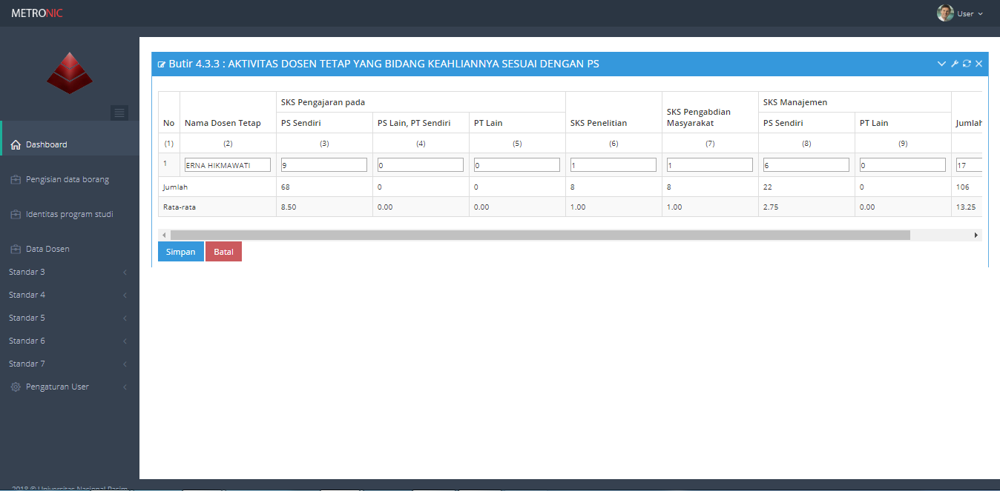 METRONIC
User
Butir 4.3.3 : AKTIVITAS DOSEN TETAP YANG BIDANG KEAHLIANNYA SESUAI DENGAN PS
Dashboard
Pengisian data borang
Identitas program studi
Data Dosen
Standar 3
Standar 4
Standar 5
Standar 6
Standar 7
Pengaturan User
2018 © Universitas Nasional Pasim
SKS Pengajaran pada
SKS Manajemen
No Nama Dosen Tetap PS Sendiri PS Lain, PT Sendiri PT Lain SKS Penelitian SKS Pengabdian Masyarakat PS Sendiri PT Lain Jumlah
(1) (2) (3) (4) (5) (6) (7) (8) (9)
1 ERNA HIKMAWATI 9 0 0 1 1 6 0 17
Jumlah 68 0 0 8 8 22 0 106
Rata-rata 8.50 0.00 0.00 1.00 1.00 2.75 0.00 13.25
Simpan Batal